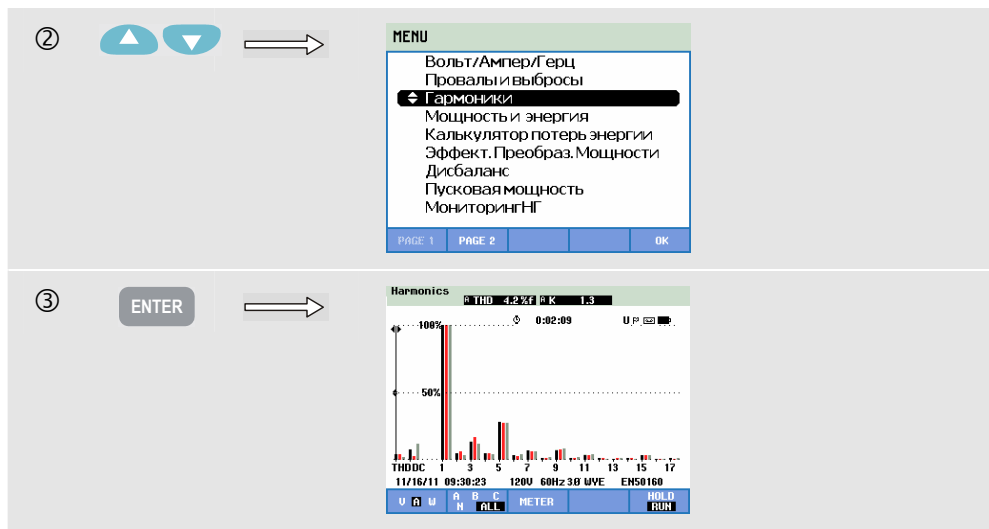 ②
MENU
Вольт/Ампер/Герц
Провалы и выбросы
Гармоники
Мощность и энергия
Калькулятор потерь энергии
Эффект. Преобраз. Мощности
Дисбаланс
Пусковая мощность
МониторингНГ
PAGE 1 PAGE 2 OK
③
ENTER
Harmonics
A THD 4.2 %f A K 1.3
0:02:09 U
100%
50%
THDDC 1 3 5 7 9 11 13 15 17
11/16/11 09:30:23 120V 60Hz 3Ø WYE EN50160
V A W A B C N ALL METER HOLD RUN